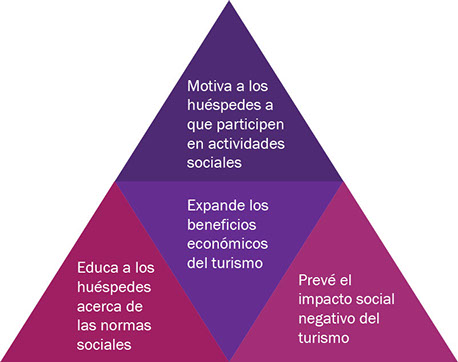 Motiva a los
huéspedes a
que participen
en actividades
sociales
Expande los
beneficios
económicos
del turismo
Educa a los
huéspedes
acerca de
las normas
sociales
Prevé el
impacto social
negativo del
turismo